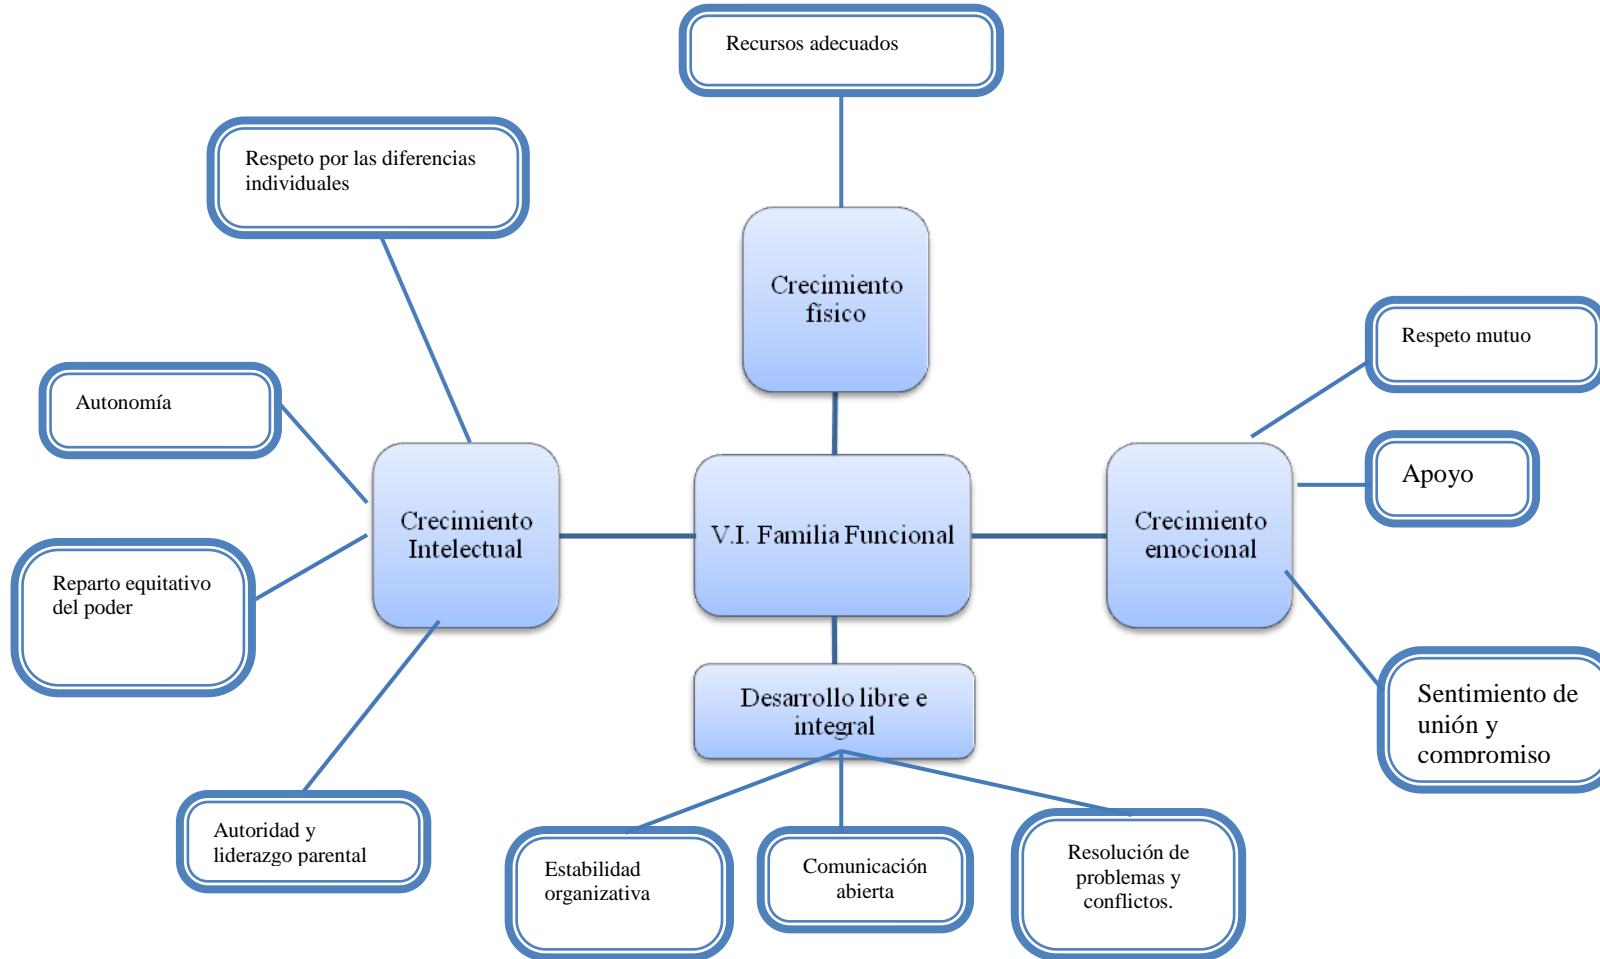 Recursos adecuados
Respeto por las diferencias
individuales
Crecimiento
físico
Respeto mutuo
Autonomía
Apoyo
Crecimiento
Intelectual
V.I. Familia Funcional
Crecimiento
emocional
Reparto equitativo
del poder
Desarrollo libre e
integral
Sentimiento de
unión y
compromiso
Autoridad y
liderazgo parental
Estabilidad
organizativa
Comunicación
abierta
Resolución de
problemas y
conflictos.